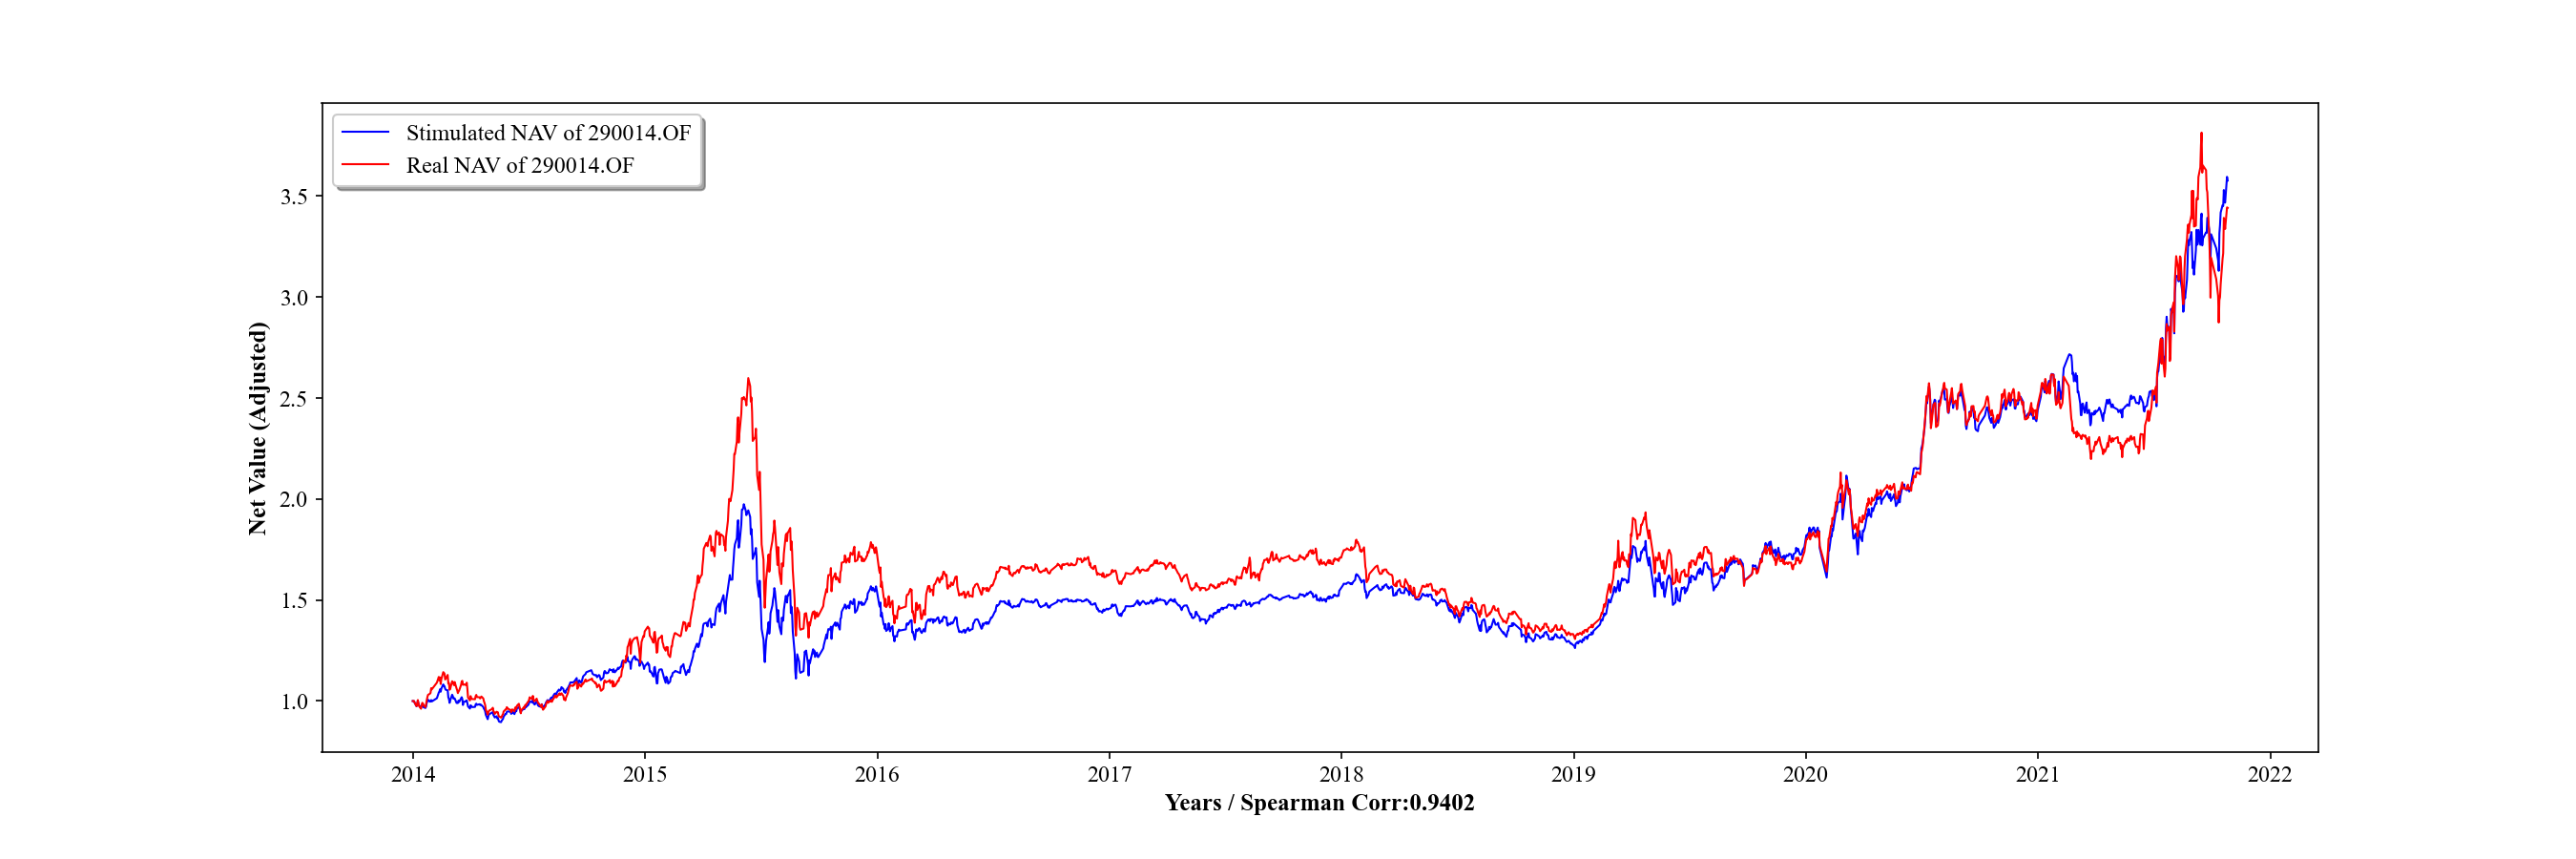 Stimulated NAV of 290014.OF
Real NAV of 290014.OF
Net Value (Adjusted)
3.5
3.0
2.5
2.0
1.5
1.0
2014 2015 2016 2017 2018 2019 2020 2021 2022
Years / Spearman Corr:0.9402